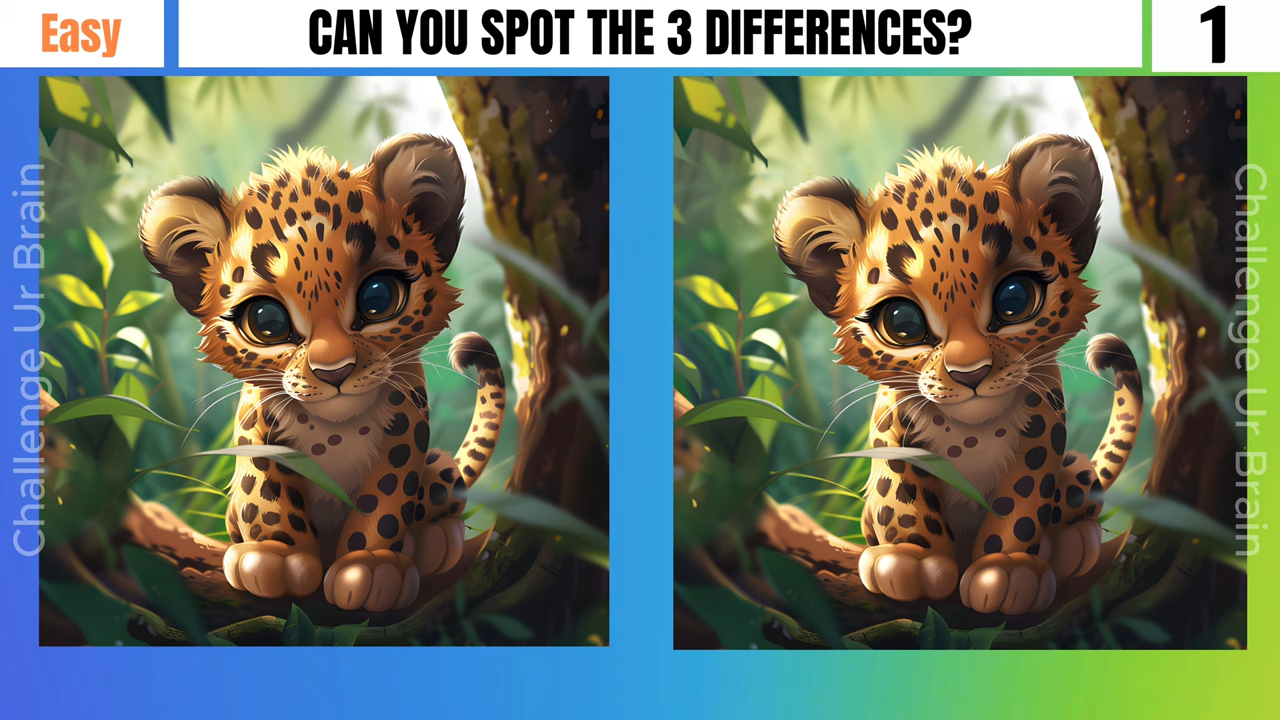 Easy
CAN YOU SPOT THE 3 DIFFERENCES?
1
Challenge Ur Brain
Challenge Ur Brain